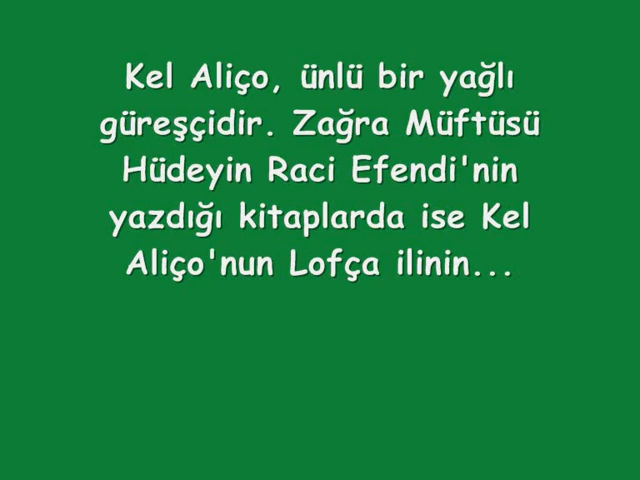 Kel Aliço, ünlü bir yağlı
güreşçidir. Zağra Müftüsü
Hüdeyin Raci Efendi'nin
yazdığı kitaplarda ise Kel
Aliço'nun Lofça ilinin...